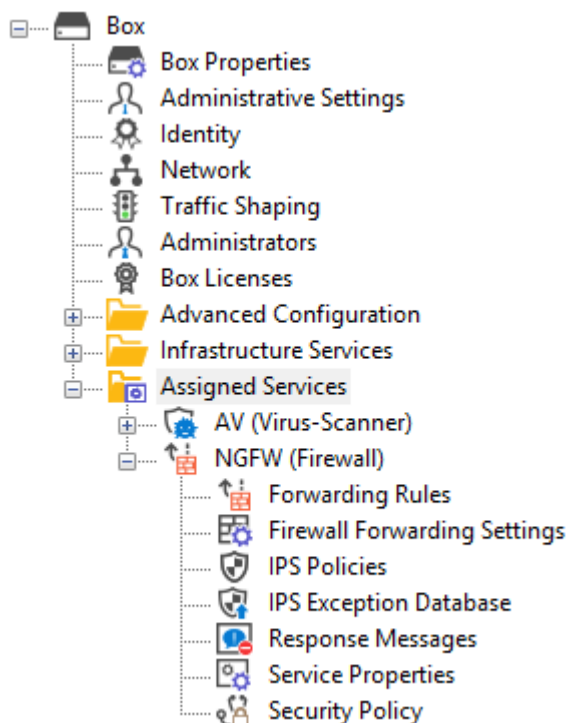 Box
Box Properties
Administrative Settings
Identity
Network
Traffic Shaping
Administrators
Box Licenses
Advanced Configuration
Infrastructure Services
Assigned Services
AV (Virus-Scanner)
NGFW (Firewall)
Forwarding Rules
Firewall Forwarding Settings
IPS Policies
IPS Exception Database
Response Messages
Service Properties
Security Policy